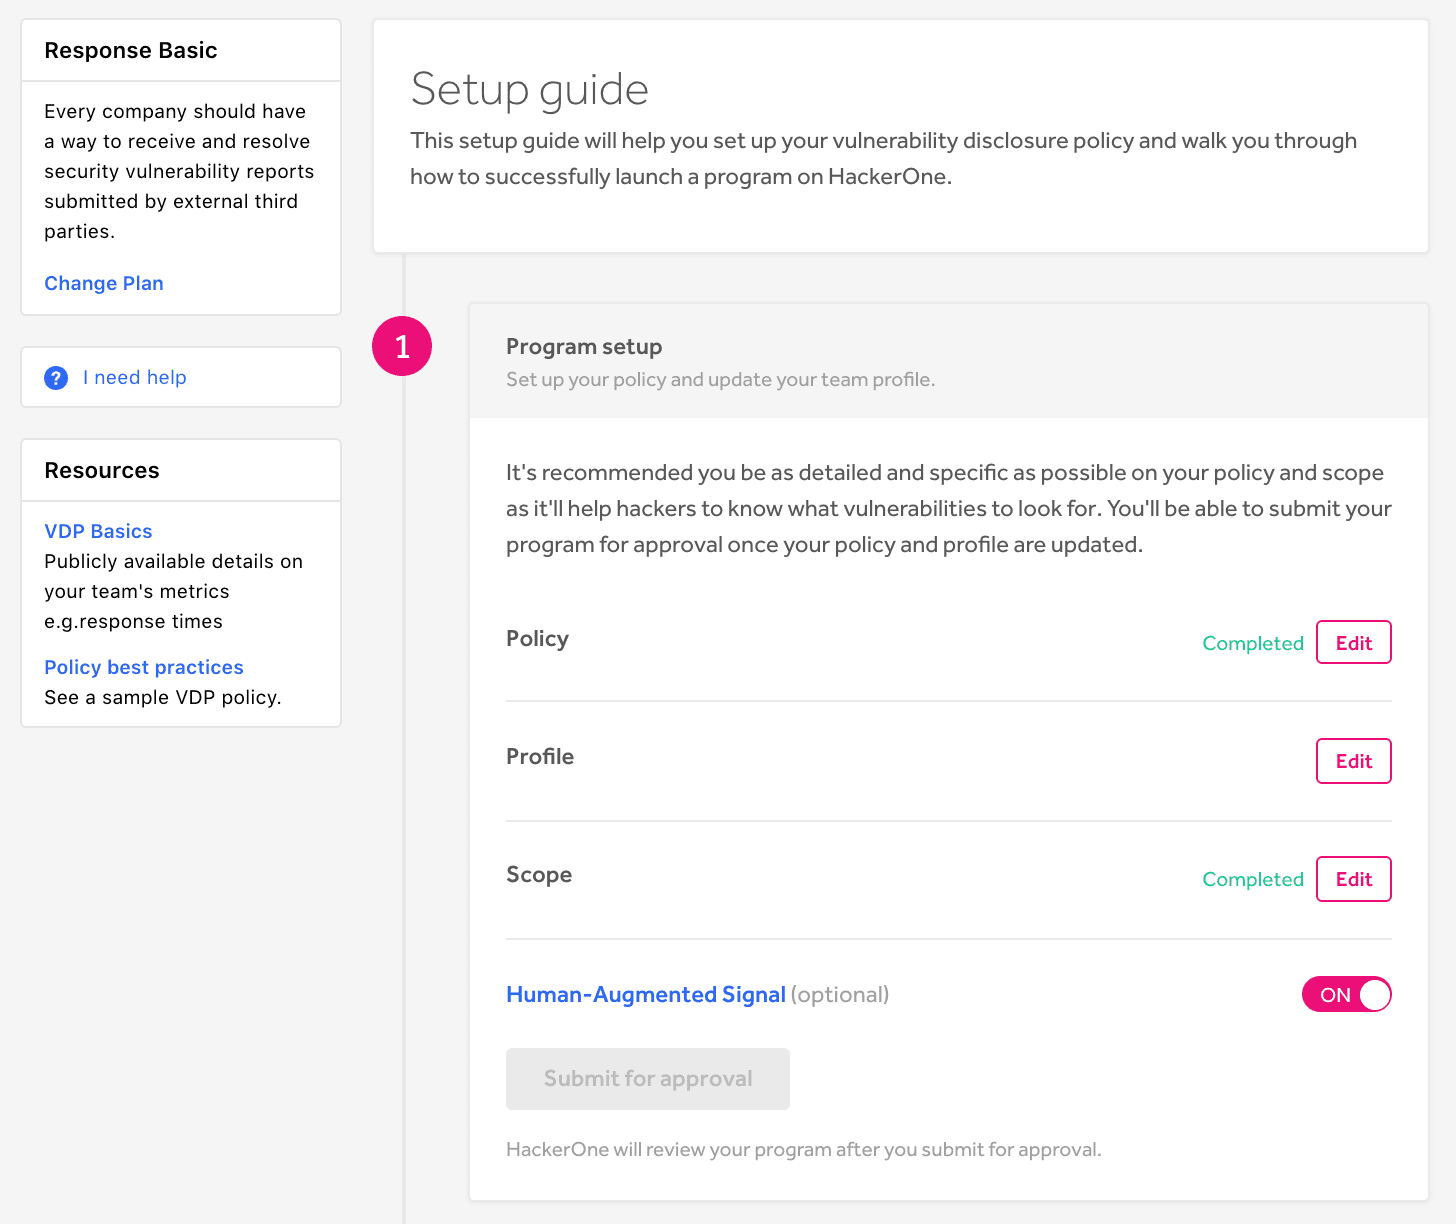 Response Basic
Every company should have
a way to receive and resolve
security vulnerability reports
submitted by external third
parties.
Change Plan
? I need help
Resources
VDP Basics
Publicly available details on
your team's metrics
e.g.response times
Policy best practices
See a sample VDP policy.
Setup guide
This setup guide will help you set up your vulnerability disclosure policy and walk you through
how to successfully launch a program on HackerOne.
1
Program setup
Set up your policy and update your team profile.
It's recommended you be as detailed and specific as possible on your policy and scope
as it'll help hackers to know what vulnerabilities to look for. You'll be able to submit your
program for approval once your policy and profile are updated.
Policy Completed Edit
Profile Edit
Scope Completed Edit
Human-Augmented Signal (optional) ON
Submit for approval
HackerOne will review your program after you submit for approval.